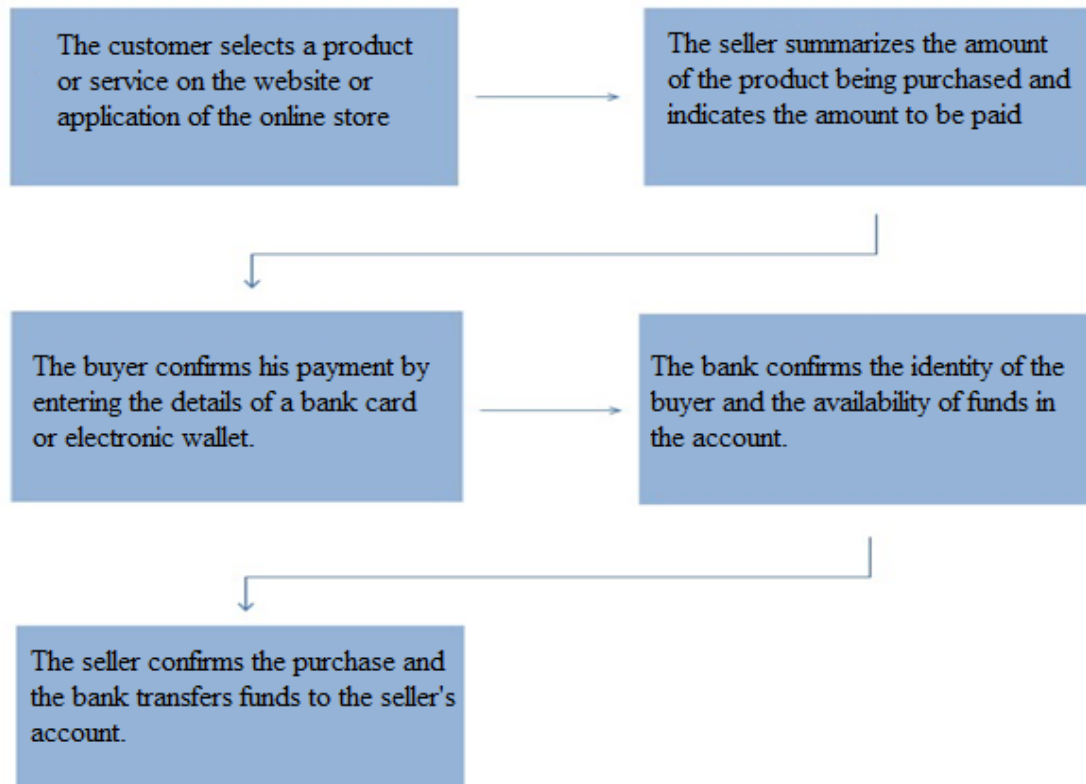 The customer selects a product
or service on the website or
application of the online store
The seller summarizes the amount
of the product being purchased and
indicates the amount to be paid
The buyer confirms his payment by
entering the details of a bank card
or electronic wallet.
The bank confirms the identity of the
buyer and the availability of funds in
the account.
The seller confirms the purchase and
the bank transfers funds to the seller's
account.